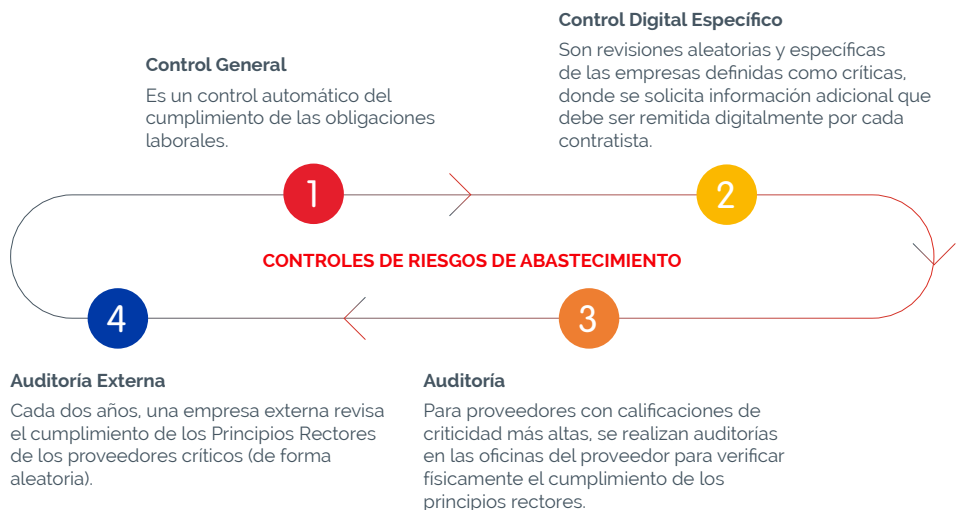 Control General
Es un control automático del
cumplimiento de las obligaciones
laborales.
1
Control Digital Específico
Son revisiones aleatorias y específicas
de las empresas definidas como críticas,
donde se solicita información adicional que
debe ser remitida digitalmente por cada
contratista.
2
CONTROLES DE RIESGOS DE ABASTECIMIENTO
3
Auditoría
Para proveedores con calificaciones de
criticidad más altas, se realizan auditorías
en las oficinas del proveedor para verificar
físicamente el cumplimiento de los
principios rectores.
4
Auditoría Externa
Cada dos años, una empresa externa revisa
el cumplimiento de los Principios Rectores
de los proveedores críticos (de forma
aleatoria).